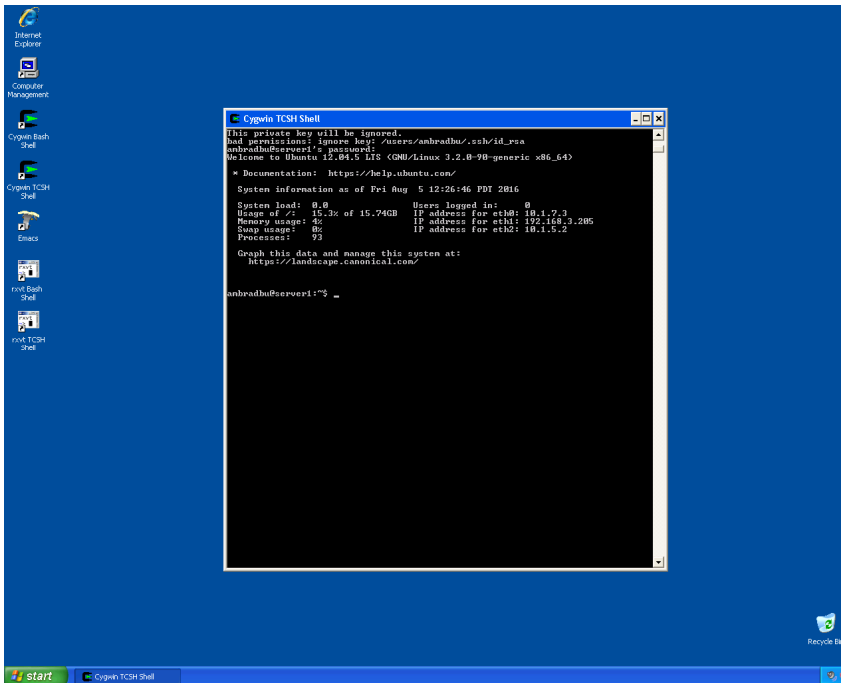 Internet
Explorer
Computer
Management
Cygwin Bash
Shell
Cygwin TCSH
Shell
Emacs
rxvt Bash
Shell
rxvt TCSH
Shell
Cygwin TCSH Shell
This private key will be ignored.
bad permissions: ignore key: /users/ambradbu/.ssh/id_rsa
ambradbu@server1's password:
Welcome to Ubuntu 12.04.5 LTS (GNU/Linux 3.2.0-90-generic x86_64)
* Documentation:  https://help.ubuntu.com/
System information as of Fri Aug  5 12:26:46 PDT 2016
System load:  0.0 Users logged in:     0
Usage of /:   15.3% of 15.74GB IP address for eth0: 10.1.7.3
Memory usage: 4% IP address for eth1: 192.168.3.205
Swap usage:   0% IP address for eth2: 10.1.5.2
Processes:    93
Graph this data and manage this system at:
https://landscape.canonical.com/
ambradbu@server1:~$ _
Recycle Bin
start
Cygwin TCSH Shell